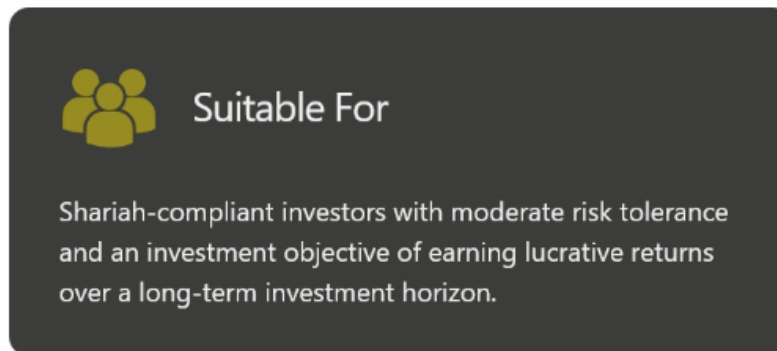 Suitable For
Shariah-compliant investors with moderate risk tolerance
and an investment objective of earning lucrative returns
over a long-term investment horizon.